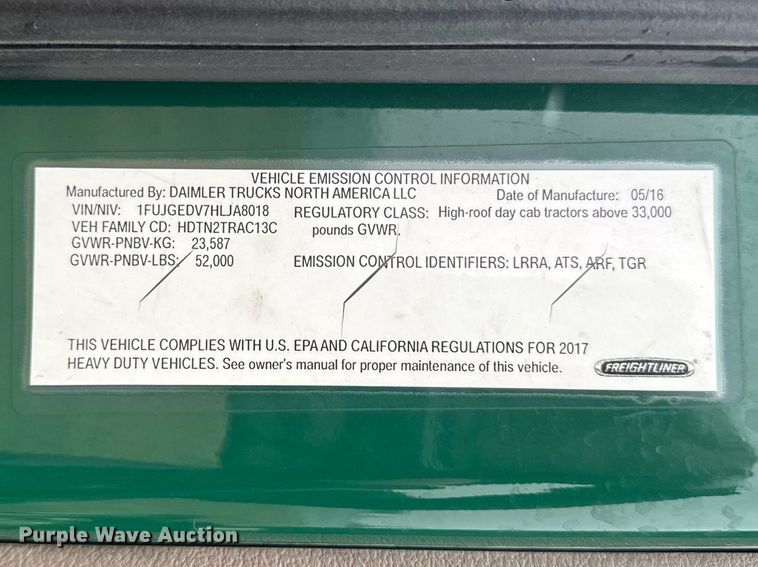 VEHICLE EMISSION CONTROL INFORMATION
Manufactured By: DAIMLER TRUCKS NORTH AMERICA LLC Date of Manufacture: 05/16
VIN/NIV: 1FUJGEDV7HLJA8018 REGULATORY CLASS: High-roof day cab tractors above 33,000
VEH FAMILY CD: HDTN2TRAC13C pounds GVWR.
GVWR-PNBV-KG: 23,587
GVWR-PNBV-LBS: 52,000 EMISSION CONTROL IDENTIFIERS: LRRA, ATS, ARF, TGR
THIS VEHICLE COMPLIES WITH U.S. EPA AND CALIFORNIA REGULATIONS FOR 2017
HEAVY DUTY VEHICLES. See owner's manual for proper maintenance of this vehicle.
FREIGHTLINER
Purple Wave Auction